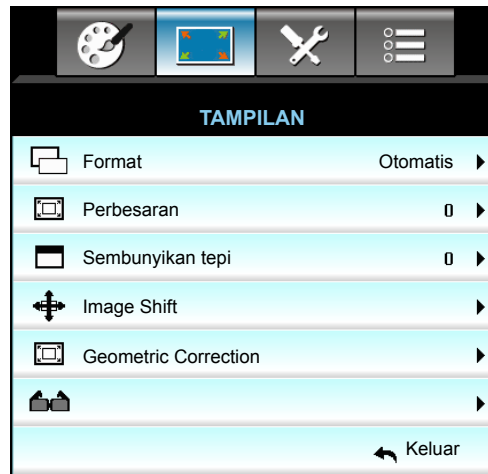 TAMPILAN
Format Otomatis
Perbesaran 0
Sembunyikan tepi 0
Image Shift
Geometric Correction
Keluar